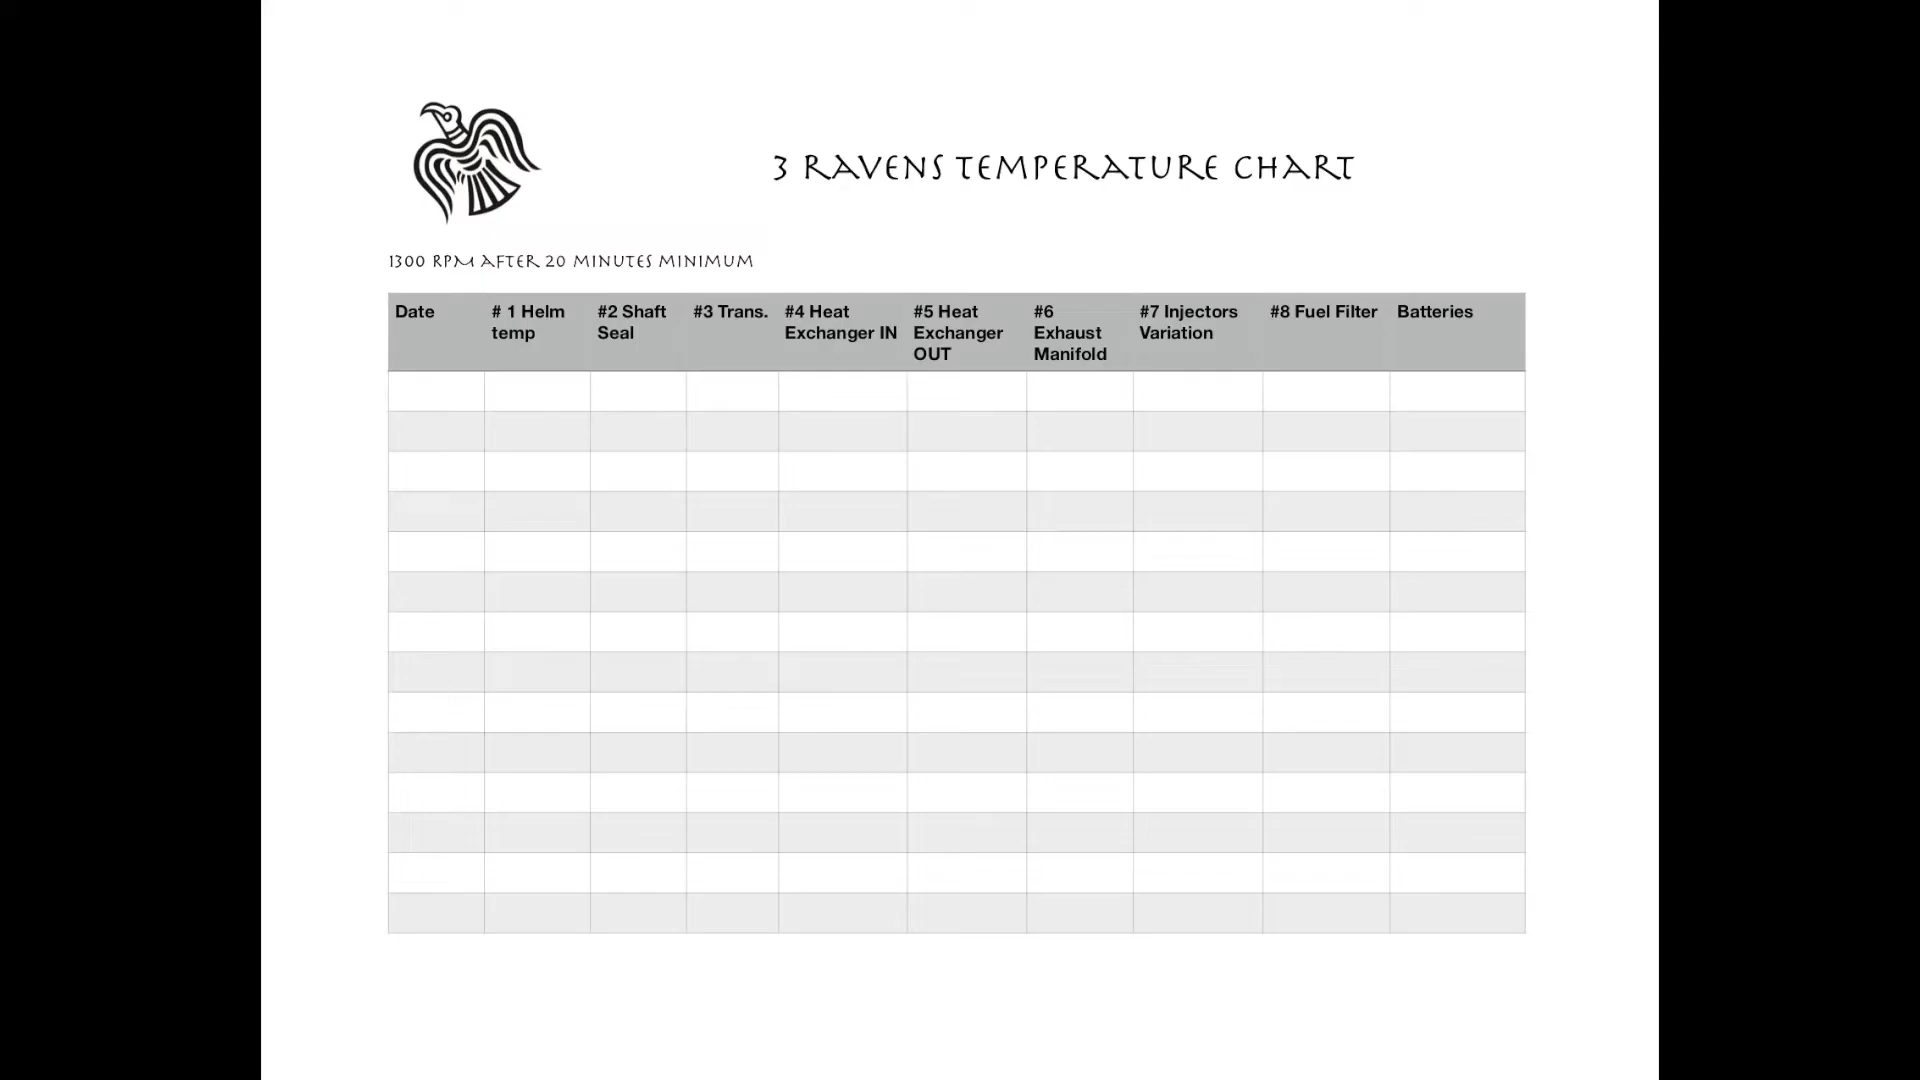 3 RAVENS TEMPERATURE CHART
1300 RPM AFTER 20 MINUTES MINIMUM
Date
# 1 Helm
temp
#2 Shaft
Seal
#3 Trans.
#4 Heat
Exchanger IN
#5 Heat
Exchanger
OUT
#6
Exhaust
Manifold
#7 Injectors
Variation
#8 Fuel Filter
Batteries